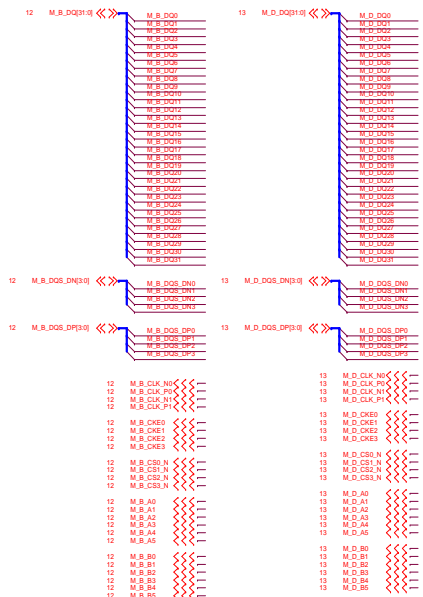 12 M_B_DQ[31:0]
M_B_DQ0
M_B_DQ1
M_B_DQ2
M_B_DQ3
M_B_DQ4
M_B_DQ5
M_B_DQ6
M_B_DQ7
M_B_DQ8
M_B_DQ9
M_B_DQ10
M_B_DQ11
M_B_DQ12
M_B_DQ13
M_B_DQ14
M_B_DQ15
M_B_DQ16
M_B_DQ17
M_B_DQ18
M_B_DQ19
M_B_DQ20
M_B_DQ21
M_B_DQ22
M_B_DQ23
M_B_DQ24
M_B_DQ25
M_B_DQ26
M_B_DQ27
M_B_DQ28
M_B_DQ29
M_B_DQ30
M_B_DQ31
12 M_B_DQS_DN[3:0]
M_B_DQS_DN0
M_B_DQS_DN1
M_B_DQS_DN2
M_B_DQS_DN3
12 M_B_DQS_DP[3:0]
M_B_DQS_DP0
M_B_DQS_DP1
M_B_DQS_DP2
M_B_DQS_DP3
12 M_B_CLK_N0
12 M_B_CLK_P0
12 M_B_CLK_N1
12 M_B_CLK_P1
12 M_B_CKE0
12 M_B_CKE1
12 M_B_CKE2
12 M_B_CKE3
12 M_B_CS0_N
12 M_B_CS1_N
12 M_B_CS2_N
12 M_B_CS3_N
12 M_B_A0
12 M_B_A1
12 M_B_A2
12 M_B_A3
12 M_B_A4
12 M_B_A5
12 M_B_B0
12 M_B_B1
12 M_B_B2
12 M_B_B3
12 M_B_B4
12 M_B_B5
13 M_D_DQ[31:0]
M_D_DQ0
M_D_DQ1
M_D_DQ2
M_D_DQ3
M_D_DQ4
M_D_DQ5
M_D_DQ6
M_D_DQ7
M_D_DQ8
M_D_DQ9
M_D_DQ10
M_D_DQ11
M_D_DQ12
M_D_DQ13
M_D_DQ14
M_D_DQ15
M_D_DQ16
M_D_DQ17
M_D_DQ18
M_D_DQ19
M_D_DQ20
M_D_DQ21
M_D_DQ22
M_D_DQ23
M_D_DQ24
M_D_DQ25
M_D_DQ26
M_D_DQ27
M_D_DQ28
M_D_DQ29
M_D_DQ30
M_D_DQ31
13 M_D_DQS_DN[3:0]
M_D_DQS_DN0
M_D_DQS_DN1
M_D_DQS_DN2
M_D_DQS_DN3
13 M_D_DQS_DP[3:0]
M_D_DQS_DP0
M_D_DQS_DP1
M_D_DQS_DP2
M_D_DQS_DP3
13 M_D_CLK_N0
13 M_D_CLK_P0
13 M_D_CLK_N1
13 M_D_CLK_P1
13 M_D_CKE0
13 M_D_CKE1
13 M_D_CKE2
13 M_D_CKE3
13 M_D_CS0_N
13 M_D_CS1_N
13 M_D_CS2_N
13 M_D_CS3_N
13 M_D_A0
13 M_D_A1
13 M_D_A2
13 M_D_A3
13 M_D_A4
13 M_D_A5
13 M_D_B0
13 M_D_B1
13 M_D_B2
13 M_D_B3
13 M_D_B4
13 M_D_B5